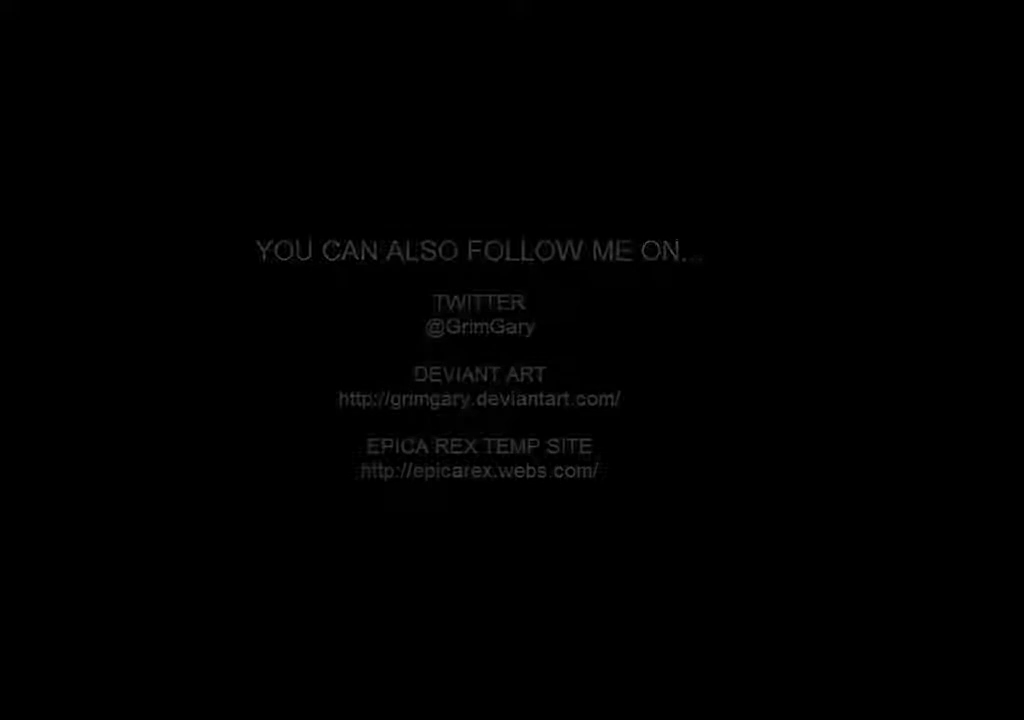 YOU CAN ALSO FOLLOW ME ON...
TWITTER
@GrimGary
DEVIANT ART
http://grimgary.deviantart.com/
EPICA REX TEMP SITE
http://epicarex.webs.com/